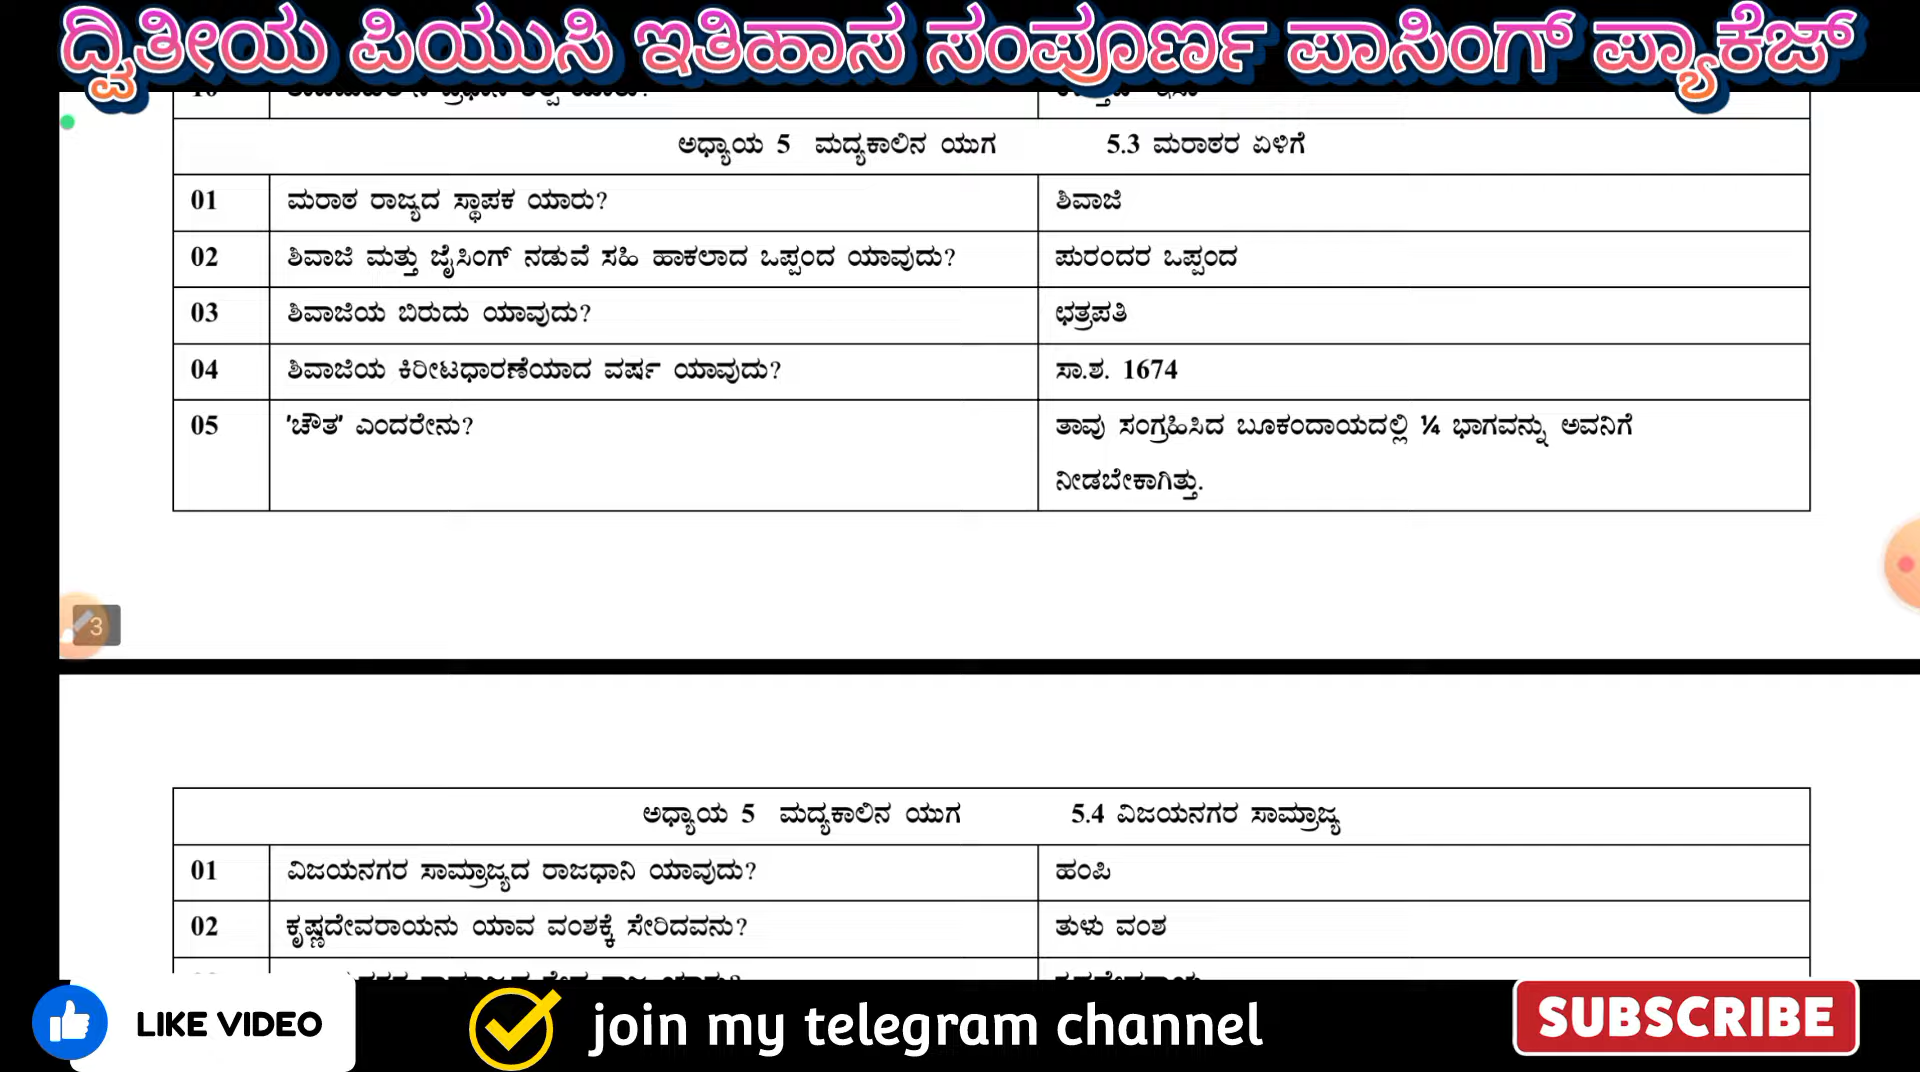 ದ್ವಿತೀಯ ಪಿಯುಸಿ ಇತಿಹಾಸ ಸಂಪೂರ್ಣ ಪಾಸಿಂಗ್ ಪ್ಯಾಕೇಜ್
ಅಧ್ಯಾಯ 5 ಮದ್ಯಕಾಲಿನ ಯುಗ 5.3 ಮರಾಠರ ಏಳಿಗೆ
01 ಮರಾಠ ರಾಜ್ಯದ ಸ್ಥಾಪಕ ಯಾರು? ಶಿವಾಜಿ
02 ಶಿವಾಜಿ ಮತ್ತು ಜೈಸಿಂಗ್ ನಡುವೆ ಸಹಿ ಹಾಕಲಾದ ಒಪ್ಪಂದ ಯಾವುದು? ಪುರಂದರ ಒಪ್ಪಂದ
03 ಶಿವಾಜಿಯ ಬಿರುದು ಯಾವುದು? ಛತ್ರಪತಿ
04 ಶಿವಾಜಿಯ ಕಿರೀಟಧಾರಣೆಯಾದ ವರ್ಷ ಯಾವುದು? ಸಾ.ಶ. 1674
05 'ಚೌತ' ಎಂದರೇನು? ತಾವು ಸಂಗ್ರಹಿಸಿದ ಬೂಕಂದಾಯದಲ್ಲಿ ¼ ಭಾಗವನ್ನು ಅವನಿಗೆ
ನೀಡಬೇಕಾಗಿತ್ತು.
3
ಅಧ್ಯಾಯ 5 ಮದ್ಯಕಾಲಿನ ಯುಗ 5.4 ವಿಜಯನಗರ ಸಾಮ್ರಾಜ್ಯ
01 ವಿಜಯನಗರ ಸಾಮ್ರಾಜ್ಯದ ರಾಜಧಾನಿ ಯಾವುದು? ಹಂಪಿ
02 ಕೃಷ್ಣದೇವರಾಯನು ಯಾವ ವಂಶಕ್ಕೆ ಸೇರಿದವನು? ತುಳು ವಂಶ
LIKE VIDEO join my telegram channel SUBSCRIBE